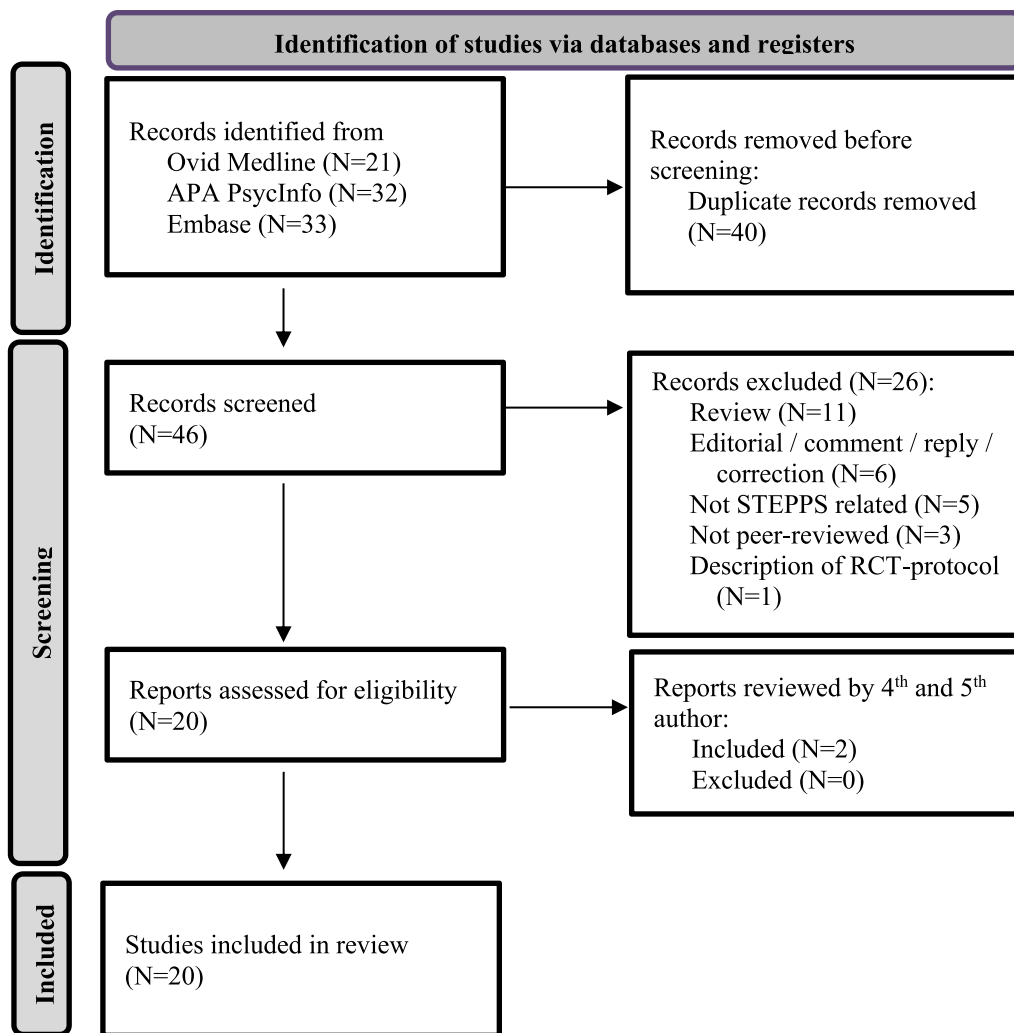 Identification of studies via databases and registers
Identification
Records identified from
Ovid Medline (N=21)
APA PsycInfo (N=32)
Embase (N=33)
Records removed before
screening:
Duplicate records removed
(N=40)
Screening
Records screened
(N=46)
Records excluded (N=26):
Review (N=11)
Editorial / comment / reply /
correction (N=6)
Not STEPPS related (N=5)
Not peer-reviewed (N=3)
Description of RCT-protocol
(N=1)
Reports assessed for eligibility
(N=20)
Reports reviewed by 4th and 5th
author:
Included (N=2)
Excluded (N=0)
Included
Studies included in review
(N=20)